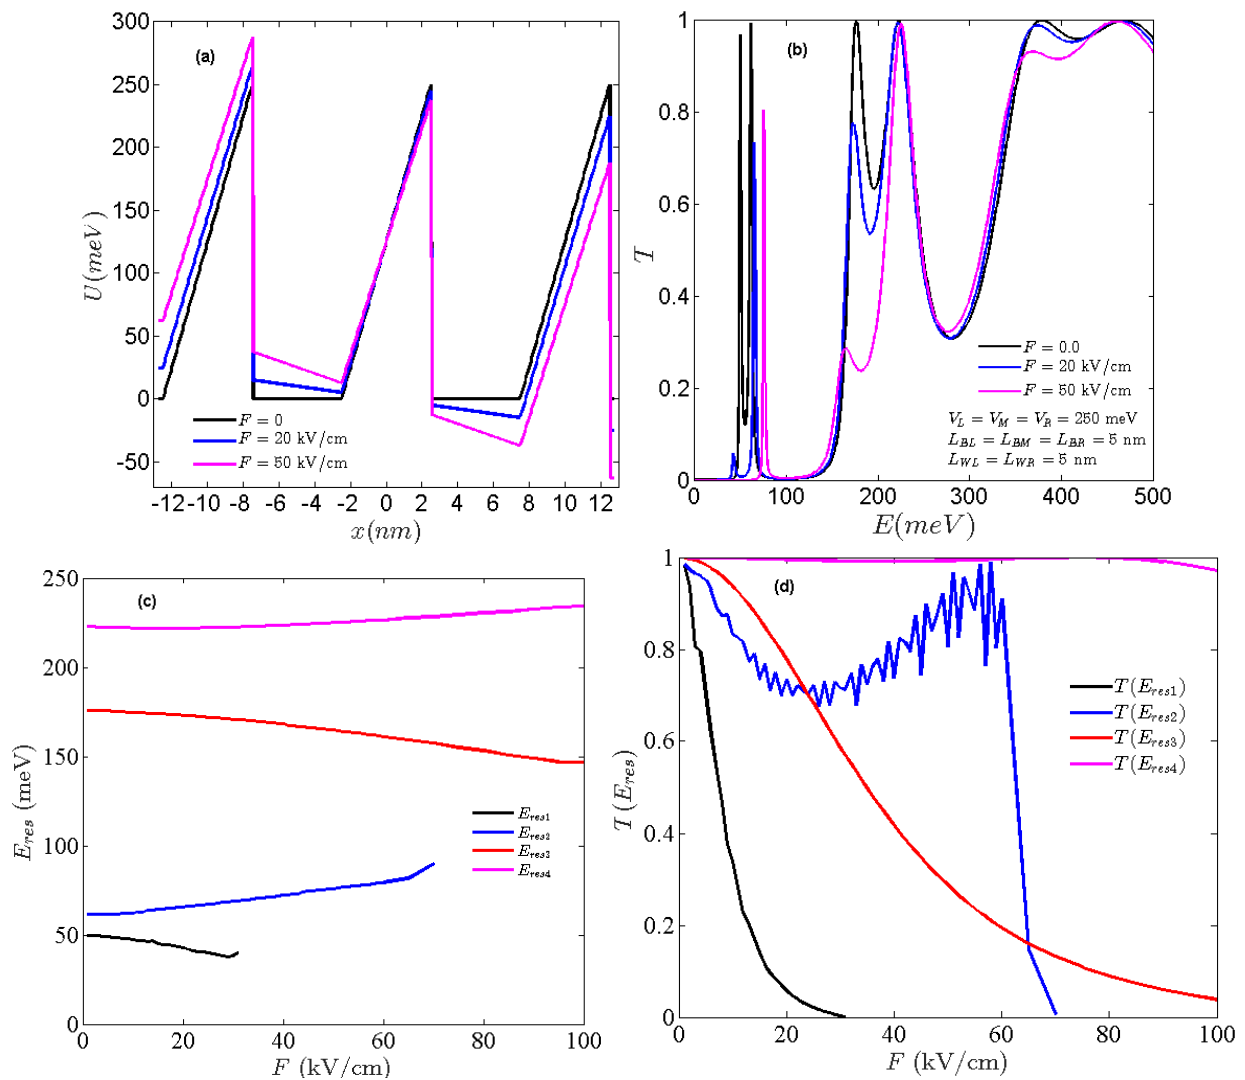 (a)
300
250
200
150
100
50
0
-50
U(meV)
-12 -10 -8 -6 -4 -2 0 2 4 6 8 10 12
x(nm)
F = 0
F = 20 kV/cm
F = 50 kV/cm
(b)
1
0.8
0.6
0.4
0.2
0
T
0 100 200 300 400 500
E(meV)
F = 0.0
F = 20 kV/cm
F = 50 kV/cm
V_L = V_M = V_R = 250 meV
L_BL = L_BM = L_BR = 5 nm
L_WL = L_WR = 5 nm
(c)
250
200
150
100
50
0
E_res (meV)
0 20 40 60 80 100
F (kV/cm)
E_res1
E_res2
E_res3
E_res4
(d)
1
0.8
0.6
0.4
0.2
0
T(E_res)
0 20 40 60 80 100
F (kV/cm)
T(E_res1)
T(E_res2)
T(E_res3)
T(E_res4)